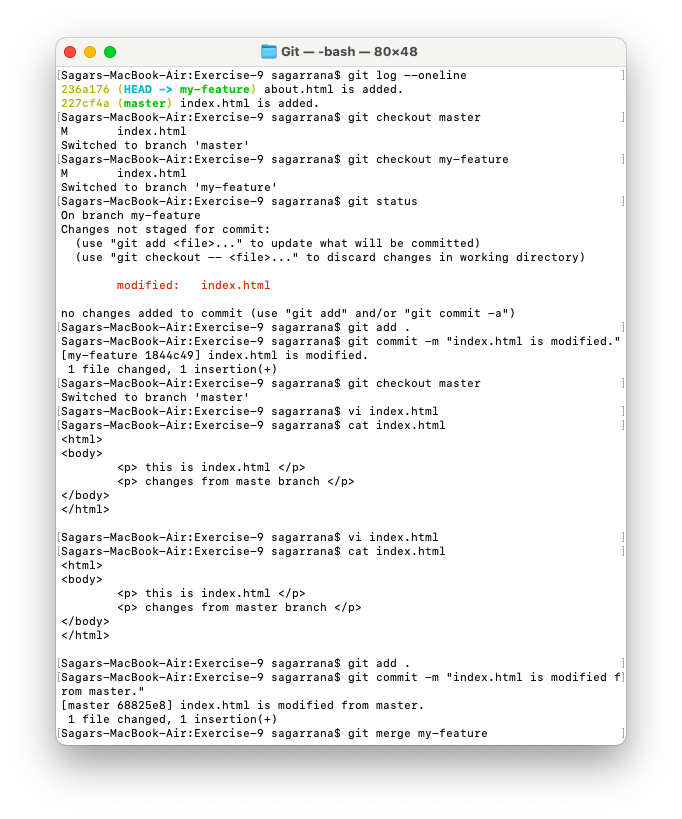 Git — -bash — 80×48
[Sagars-MacBook-Air:Exercise-9 sagarrana$ git log --oneline ]
236a176 (HEAD -> my-feature) about.html is added.
227cf4a (master) index.html is added.
[Sagars-MacBook-Air:Exercise-9 sagarrana$ git checkout master ]
M       index.html
Switched to branch 'master'
[Sagars-MacBook-Air:Exercise-9 sagarrana$ git checkout my-feature ]
M       index.html
Switched to branch 'my-feature'
[Sagars-MacBook-Air:Exercise-9 sagarrana$ git status ]
On branch my-feature
Changes not staged for commit:
  (use "git add <file>..." to update what will be committed)
  (use "git checkout -- <file>..." to discard changes in working directory)
        modified:   index.html
no changes added to commit (use "git add" and/or "git commit -a")
[Sagars-MacBook-Air:Exercise-9 sagarrana$ git add . ]
[Sagars-MacBook-Air:Exercise-9 sagarrana$ git commit -m "index.html is modified."]
[my-feature 1844c49] index.html is modified.
 1 file changed, 1 insertion(+)
[Sagars-MacBook-Air:Exercise-9 sagarrana$ git checkout master ]
Switched to branch 'master'
[Sagars-MacBook-Air:Exercise-9 sagarrana$ vi index.html ]
[Sagars-MacBook-Air:Exercise-9 sagarrana$ cat index.html ]
<html>
<body>
        <p> this is index.html </p>
        <p> changes from maste branch </p>
</body>
</html>
[Sagars-MacBook-Air:Exercise-9 sagarrana$ vi index.html ]
[Sagars-MacBook-Air:Exercise-9 sagarrana$ cat index.html ]
<html>
<body>
        <p> this is index.html </p>
        <p> changes from master branch </p>
</body>
</html>
[Sagars-MacBook-Air:Exercise-9 sagarrana$ git add . ]
[Sagars-MacBook-Air:Exercise-9 sagarrana$ git commit -m "index.html is modified f]
rom master."
[master 68825e8] index.html is modified from master.
 1 file changed, 1 insertion(+)
[Sagars-MacBook-Air:Exercise-9 sagarrana$ git merge my-feature ]